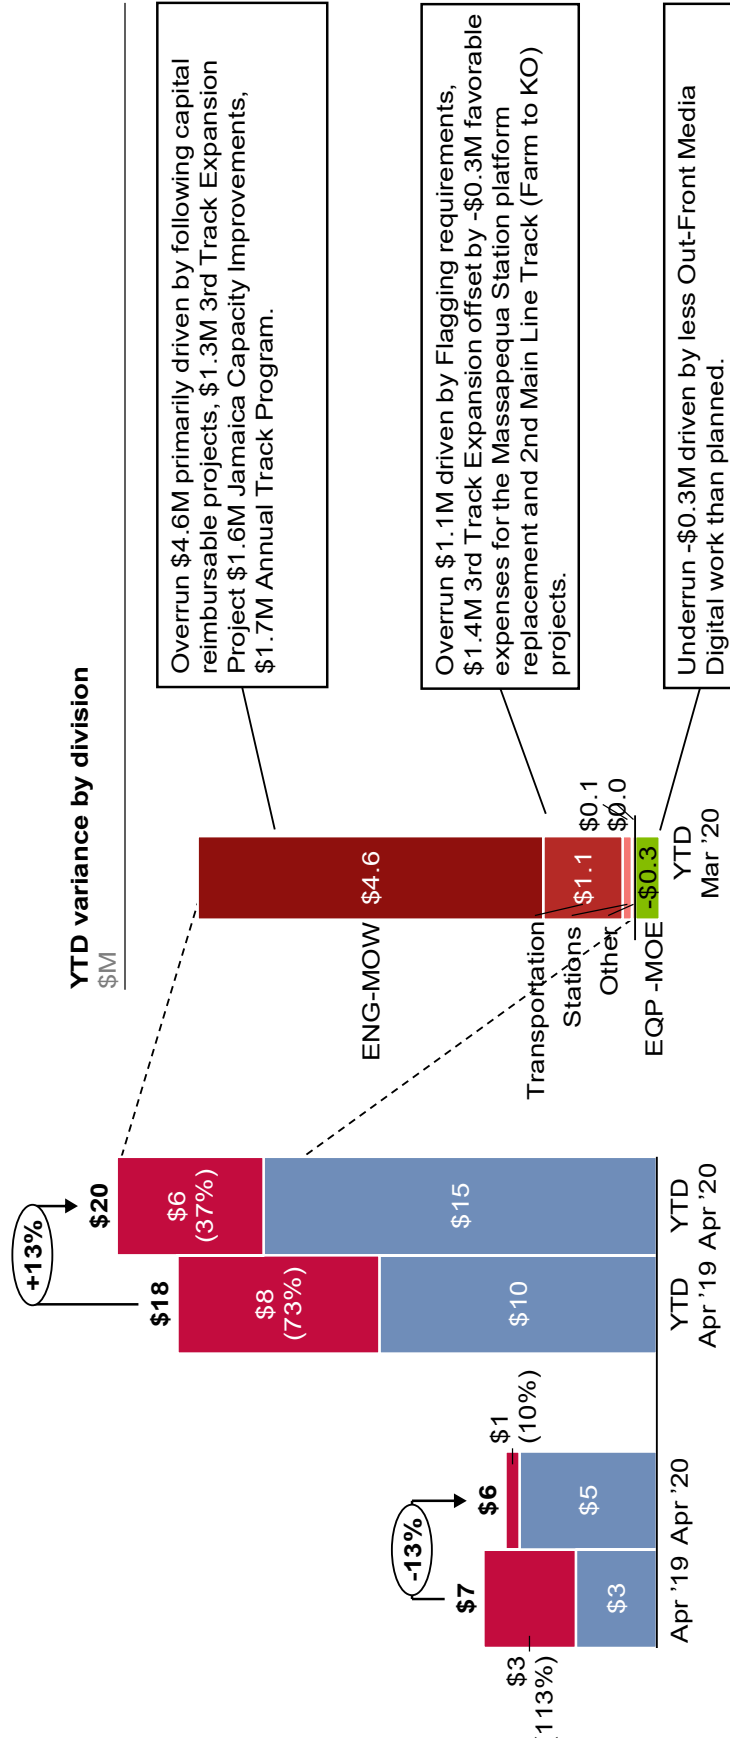 YTD variance by division
$M
+13%
-13%
$7
$3
(113%)
$3
$6
$1
(10%)
$5
Apr ’19
Apr ’20
$18
$8
(73%)
$10
$20
$6
(37%)
$15
YTD
Apr ’19
YTD
Apr ’20
ENG-MOW
$4.6
Transportation
$1.1
Stations
$0.1
Other
$0.0
EQP -MOE
-$0.3
YTD
Mar ’20
Overrun $4.6M primarily driven by following capital
reimbursable projects, $1.3M 3rd Track Expansion
Project $1.6M Jamaica Capacity Improvements,
$1.7M Annual Track Program.
Overrun $1.1M driven by Flagging requirements,
$1.4M 3rd Track Expansion offset by -$0.3M favorable
expenses for the Massapequa Station platform
replacement and 2nd Main Line Track (Farm to KO)
projects.
Underrun -$0.3M driven by less Out-Front Media
Digital work than planned.